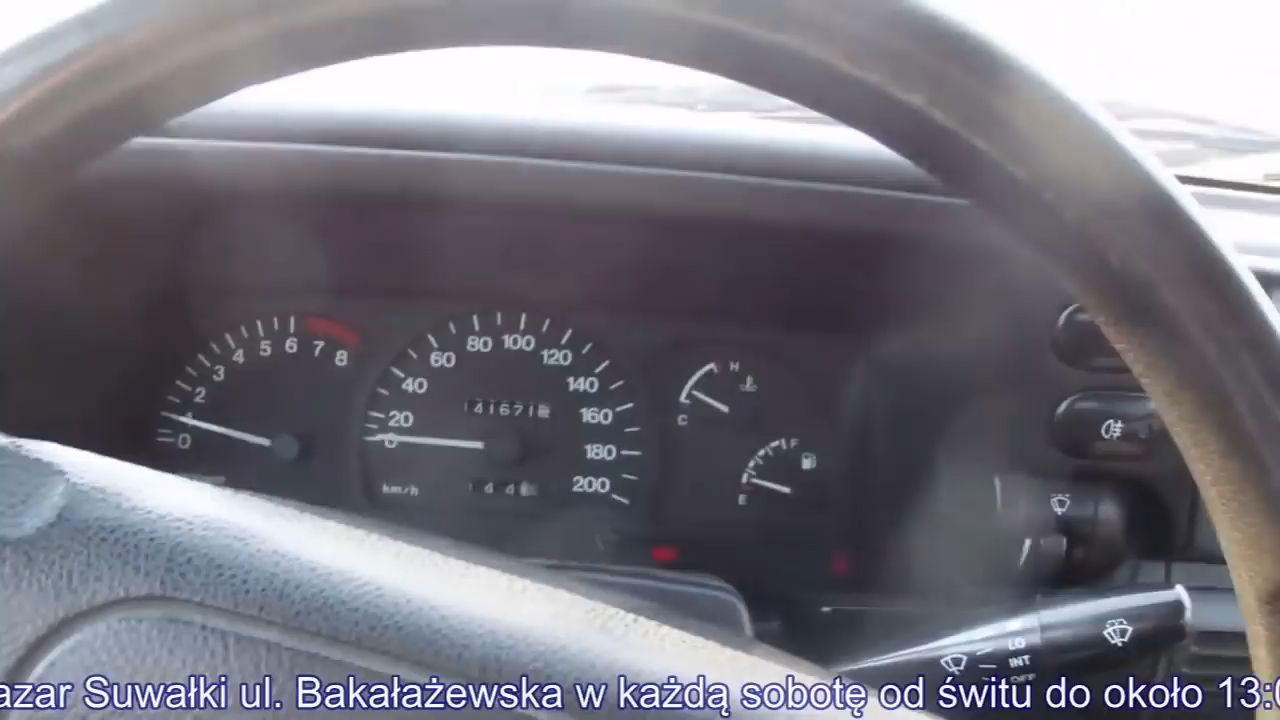 0 1 2 3 4 5 6 7 8
0 20 40 60 80 100 120 140 160 180 200
km/h
H
C
F
E
LO
INT
OFF
azar Suwałki ul. Bakałażewska w każdą sobotę od świtu do około 13:0